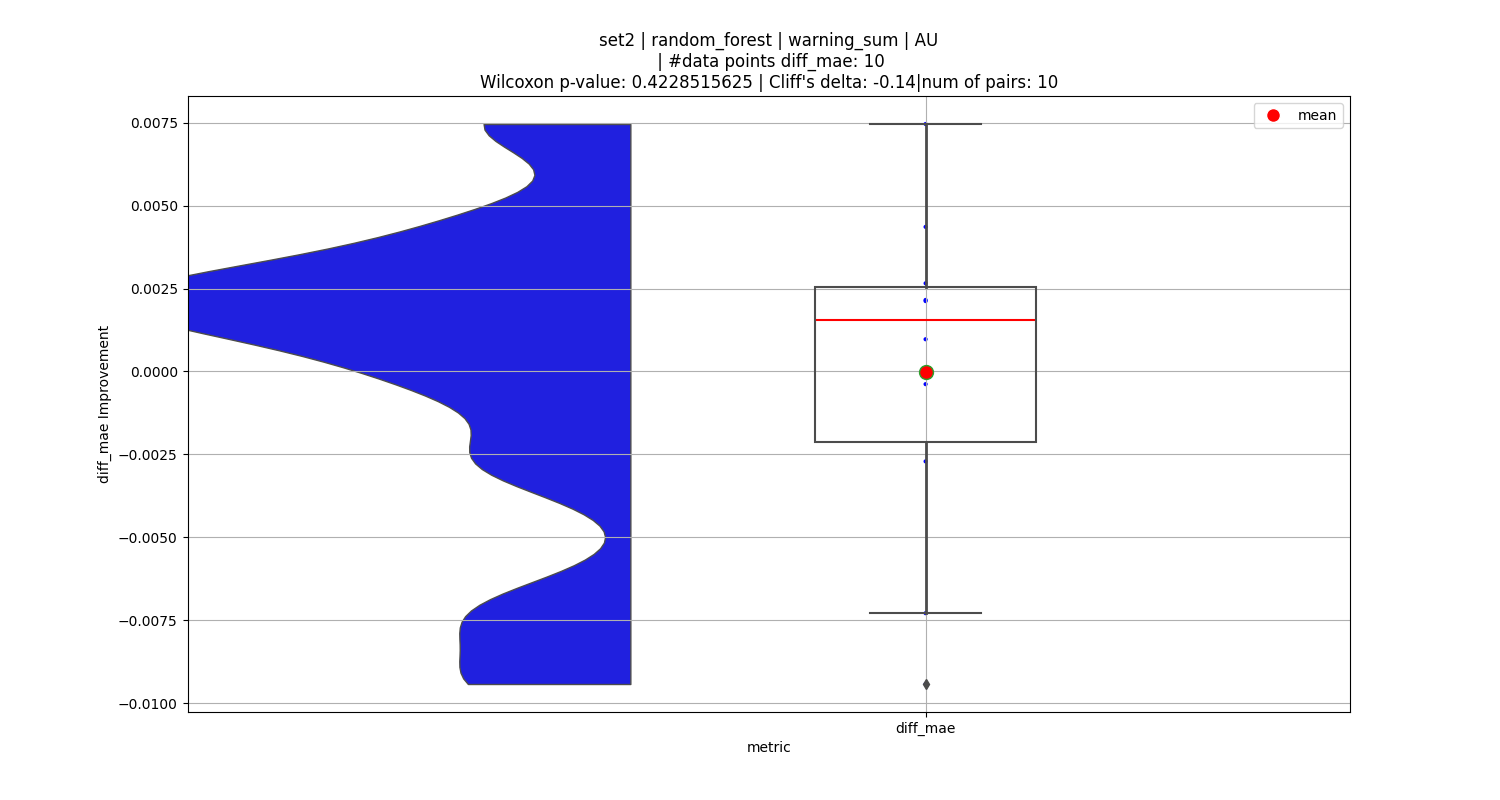 set2 | random_forest | warning_sum | AU
| #data points diff_mae: 10
Wilcoxon p-value: 0.4228515625 | Cliff's delta: -0.14|num of pairs: 10
mean
0.0075
0.0050
0.0025
0.0000
−0.0025
−0.0050
−0.0075
−0.0100
diff_mae Improvement
diff_mae
metric